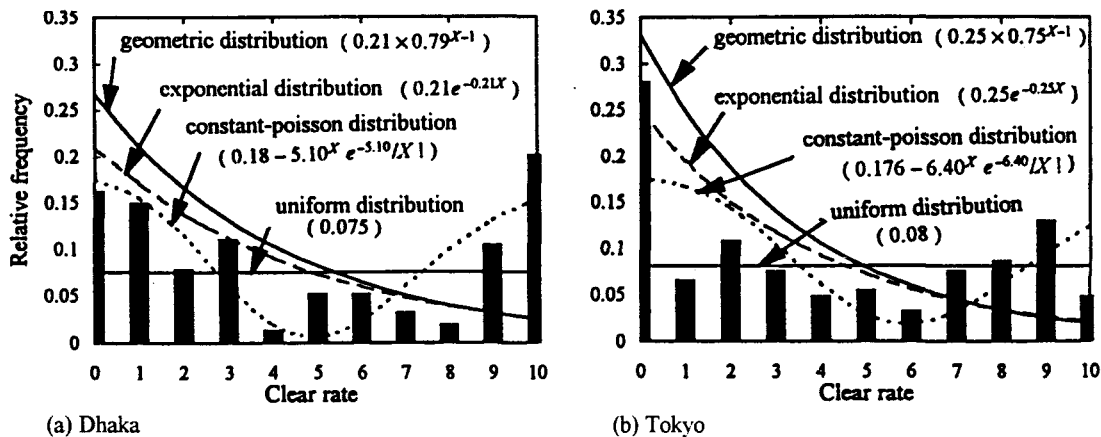 0.35
geometric distribution (0.21×0.79^X−1)
0.3
exponential distribution (0.21e^−0.21X)
0.25
constant-poisson distribution
(0.18−5.10^X e^−5.10/X!)
0.2
0.15
uniform distribution
(0.075)
0.1
0.05
0
Relative frequency
0 1 2 3 4 5 6 7 8 9 10
Clear rate
(a) Dhaka
0.35
geometric distribution (0.25×0.75^X−1)
0.3
exponential distribution (0.25e^−0.25X)
0.25
constant-poisson distribution
(0.176−6.40^X e^−6.40/X!)
0.2
0.15
uniform distribution
(0.08)
0.1
0.05
0
0 1 2 3 4 5 6 7 8 9 10
Clear rate
(b) Tokyo